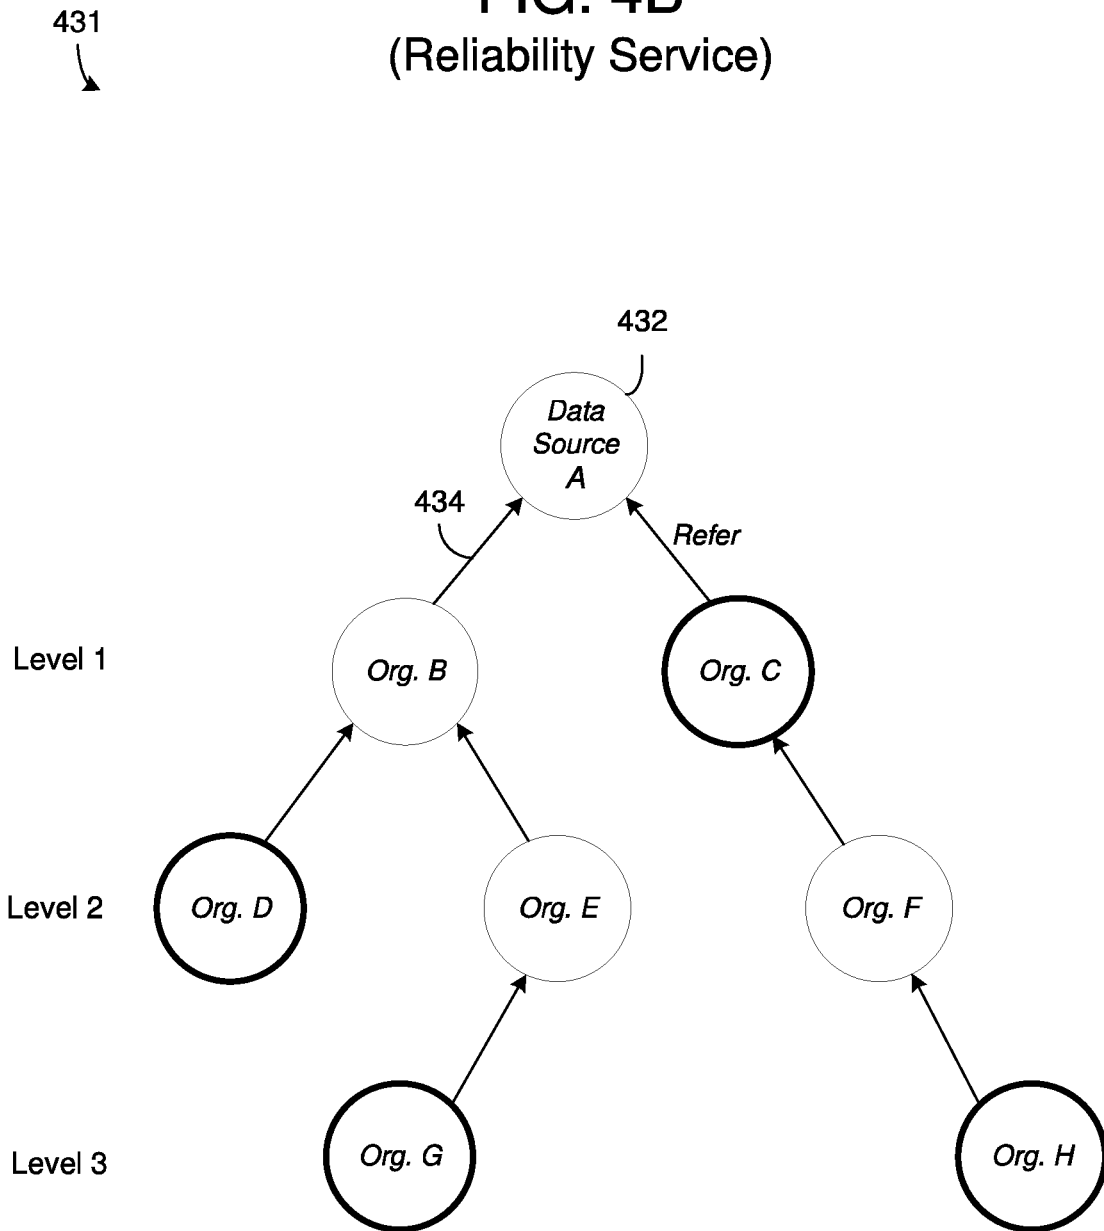 431
FIG. 4B
(Reliability Service)
432
Data
Source
A
434
Refer
Level 1
Org. B
Org. C
Level 2
Org. D
Org. E
Org. F
Level 3
Org. G
Org. H